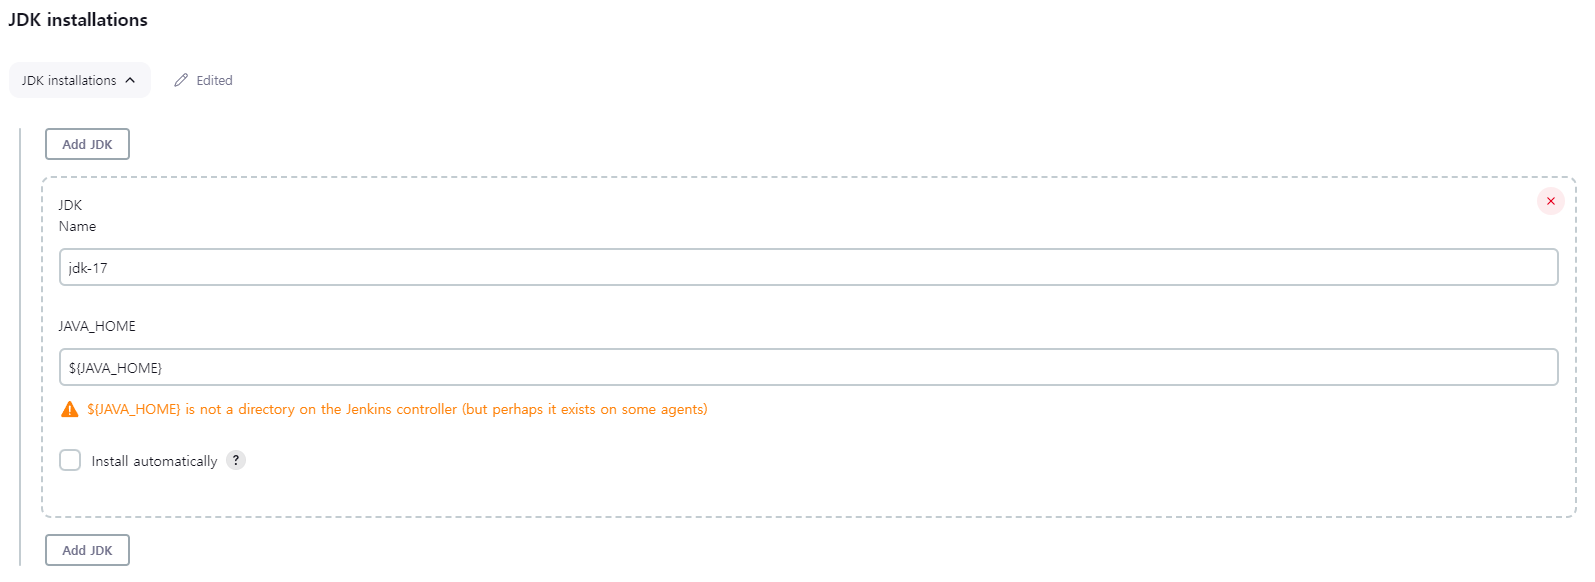 JDK installations
JDK installations
Edited
Add JDK
JDK
Name
jdk-17
JAVA_HOME
${JAVA_HOME}
${JAVA_HOME} is not a directory on the Jenkins controller (but perhaps it exists on some agents)
Install automatically ?
Add JDK